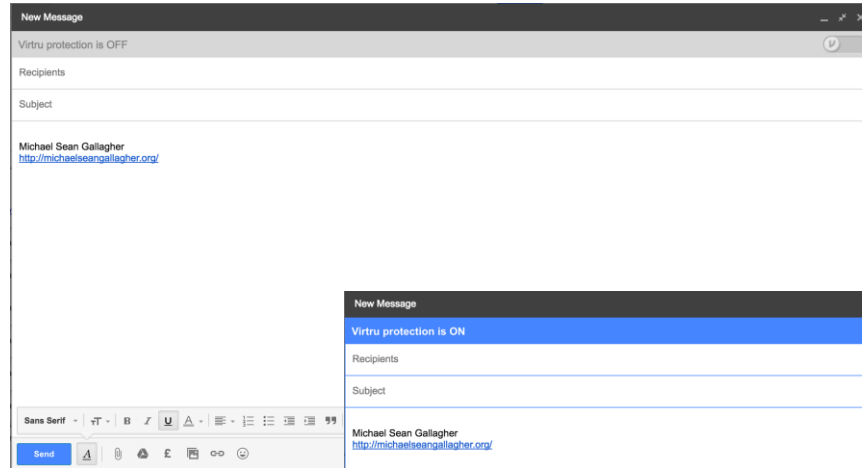 New Message
Virtru protection is OFF
Recipients
Subject
Michael Sean Gallagher
http://michaelseangallagher.org/
Sans Serif
B I U A
Send A £
New Message
Virtru protection is ON
Recipients
Subject
Michael Sean Gallagher
http://michaelseangallagher.org/